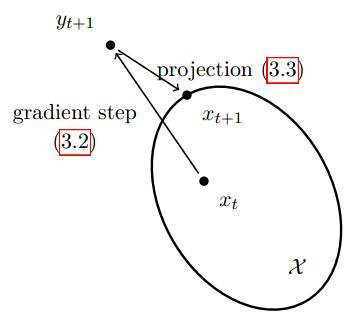 y_{t+1}
projection (3.3)
gradient step
(3.2)
x_{t+1}
x_t
𝒳